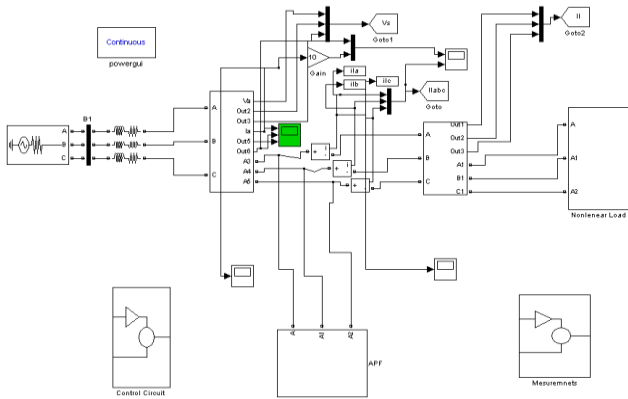 Continuous
powergui
Vs
Goto1
10
Gain
ila
ilb
ilc
Ilabc
Goto
Il
Goto2
B1
A
B
C
A
B
C
Va
Out2
Out3
Ia
Out5
Out6
A3
A4
A5
i
+
-
i
+
-
+
-
A
B
C
Out1
Out2
Out3
A1
B1
C1
A
A1
A2
Nonlenear Load
A
A1
A2
APF
Control Circuit
Mesuremnets